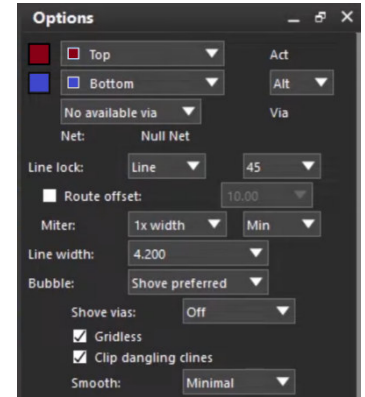 Options
Top Act
Bottom Alt
No available via Via
Net: Null Net
Line lock: Line 45
Route offset: 10.00
Miter: 1x width Min
Line width: 4.200
Bubble: Shove preferred
Shove vias: Off
Gridless
Clip dangling clines
Smooth: Minimal